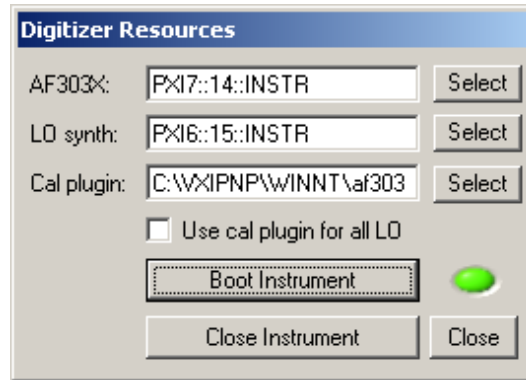 Digitizer Resources
AF303X: PXI7::14::INSTR Select
LO synth: PXI6::15::INSTR Select
Cal plugin: C:\VXIPNP\WINNT\af303 Select
Use cal plugin for all LO
Boot Instrument
Close Instrument Close